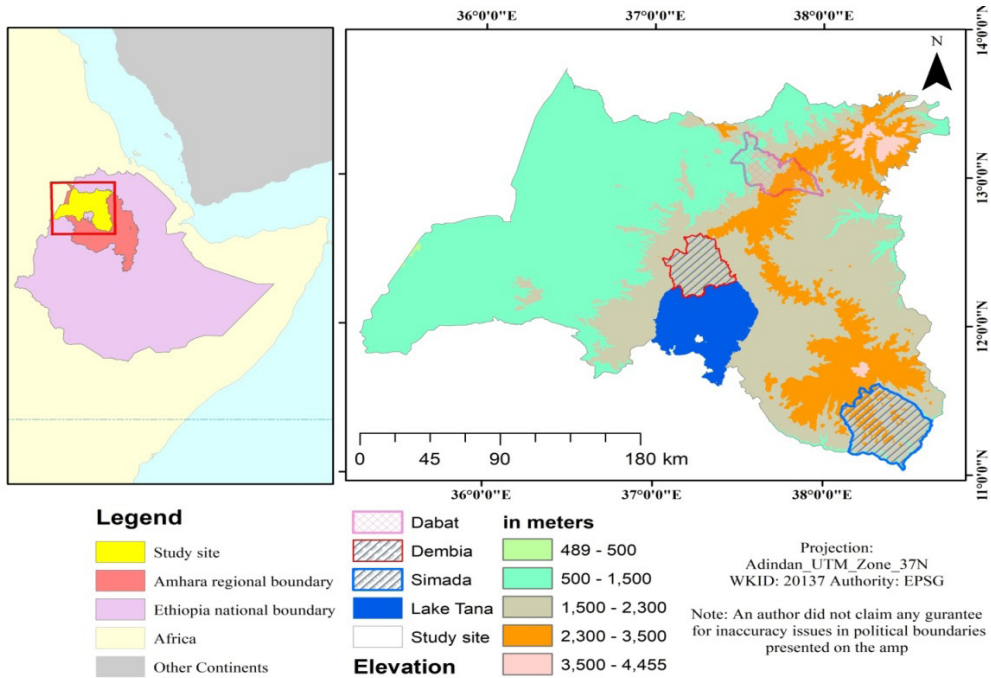 36°0'0"E 37°0'0"E 38°0'0"E
14°0'0"N
N
13°0'0"N
12°0'0"N
11°0'0"N
0 45 90 180 km
36°0'0"E 37°0'0"E 38°0'0"E
Legend
Study site
Amhara regional boundary
Ethiopia national boundary
Africa
Other Continents
Dabat
Dembia
Simada
Lake Tana
Study site
Elevation
in meters
489 - 500
500 - 1,500
1,500 - 2,300
2,300 - 3,500
3,500 - 4,455
Projection:
Adindan_UTM_Zone_37N
WKID: 20137 Authority: EPSG
Note: An author did not claim any gurantee
for inaccuracy issues in political boundaries
presented on the amp